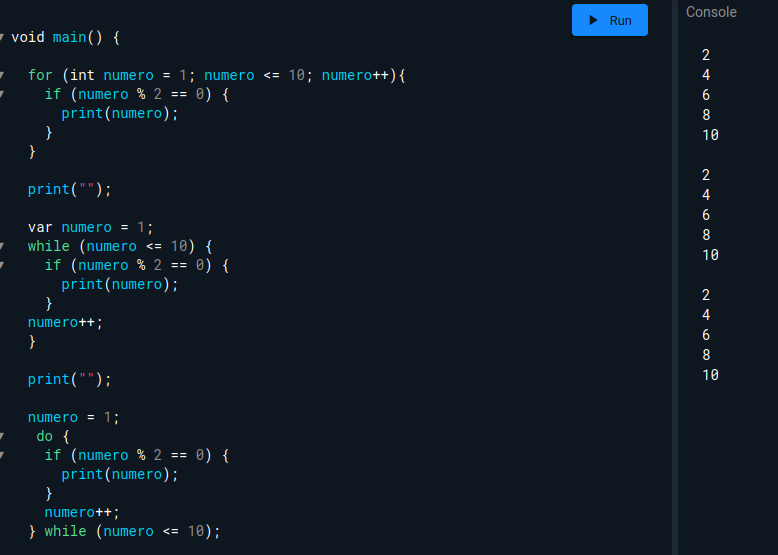 Run
Console
void main() {
for (int numero = 1; numero <= 10; numero++){
if (numero % 2 == 0) {
print(numero);
}
}
print("");
var numero = 1;
while (numero <= 10) {
if (numero % 2 == 0) {
print(numero);
}
numero++;
}
print("");
numero = 1;
do {
if (numero % 2 == 0) {
print(numero);
}
numero++;
} while (numero <= 10);
2
4
6
8
10
2
4
6
8
10
2
4
6
8
10